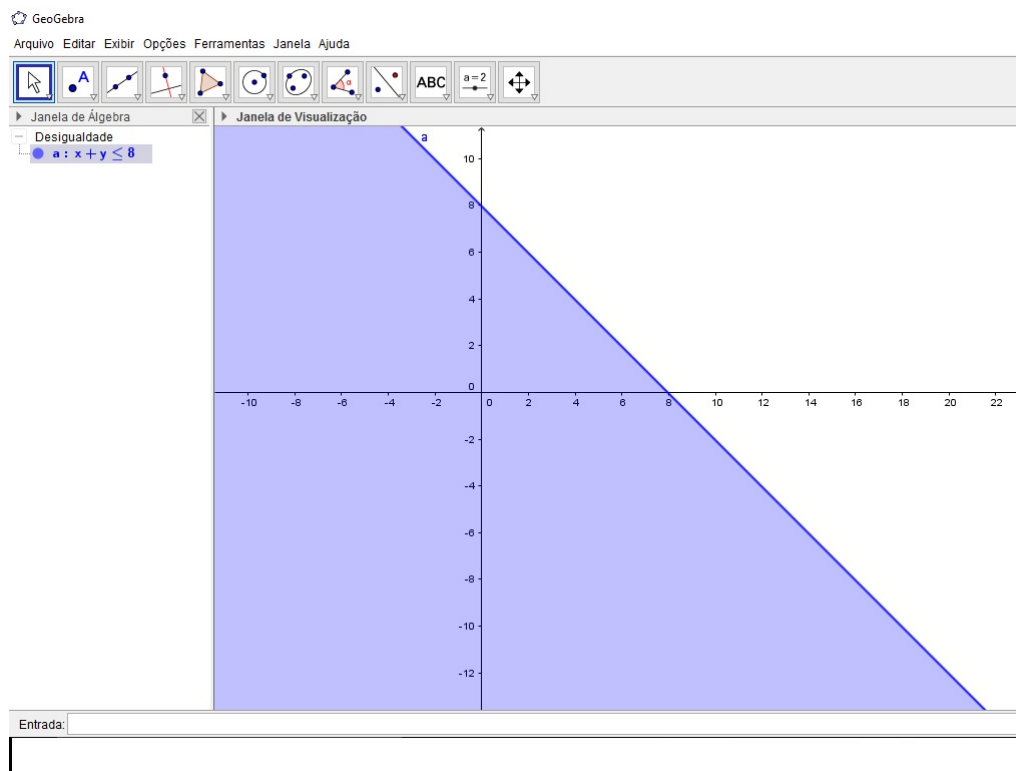 GeoGebra
Arquivo Editar Exibir Opções Ferramentas Janela Ajuda
A ABC a=2
Janela de Álgebra
Janela de Visualização
Desigualdade
a : x + y ≤ 8
a
10
8
6
4
2
0
-10 -8 -6 -4 -2 0 2 4 6 8 10 12 14 16 18 20 22
-2
-4
-6
-8
-10
-12
Entrada: